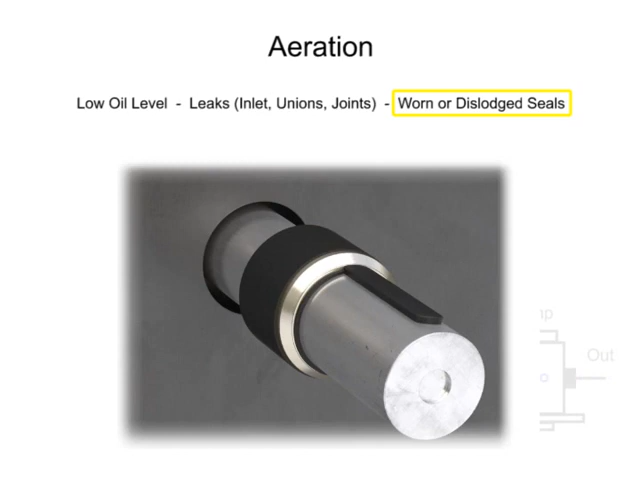 Aeration
Low Oil Level - Leaks (Inlet, Unions, Joints) - Worn or Dislodged Seals
Out